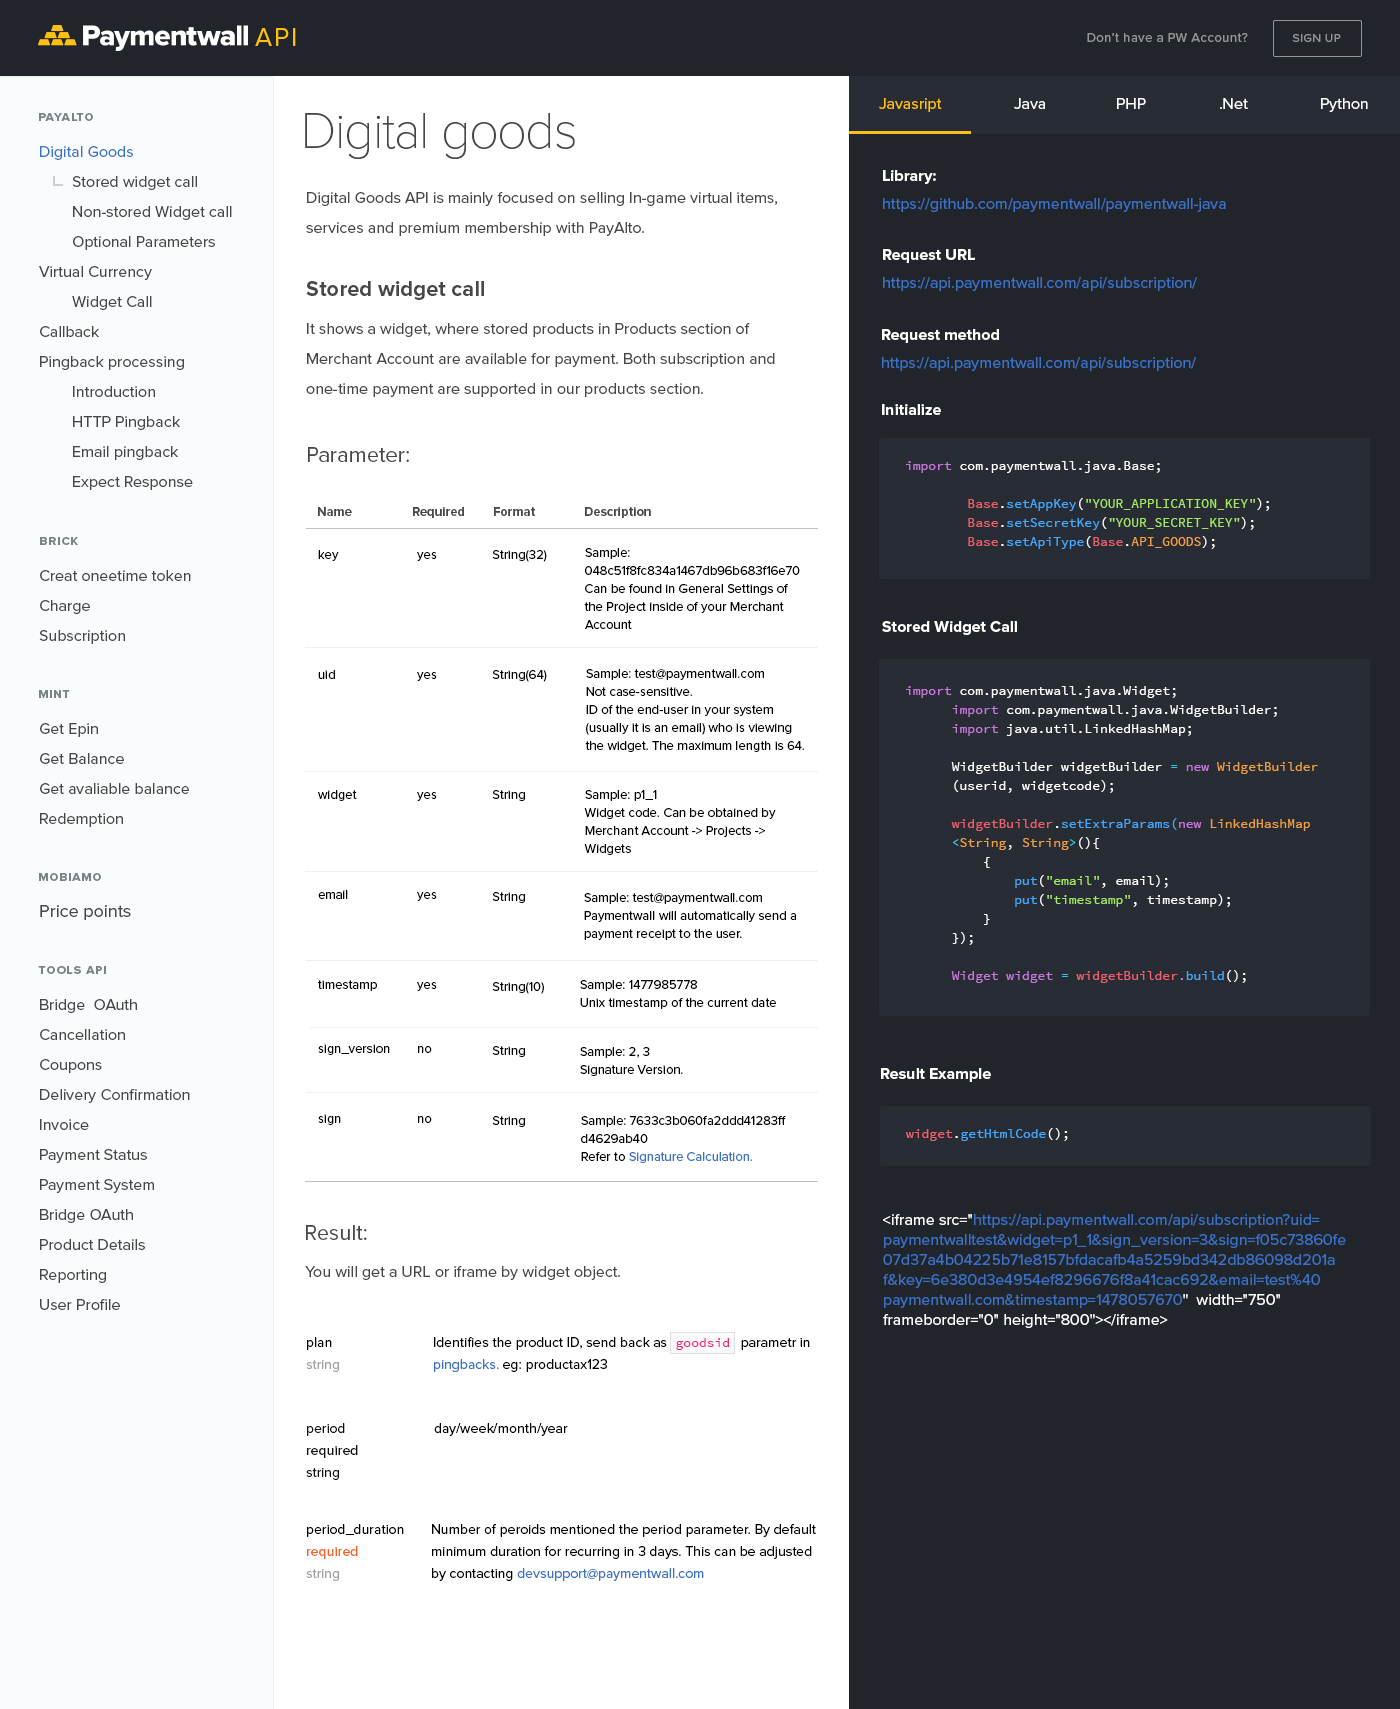 Paymentwall API
Don't have a PW Account?
SIGN UP
PAYALTO
Digital Goods
Stored widget call
Non-stored Widget call
Optional Parameters
Virtual Currency
Widget Call
Callback
Pingback processing
Introduction
HTTP Pingback
Email pingback
Expect Response
BRICK
Creat oneetime token
Charge
Subscription
MINT
Get Epin
Get Balance
Get avaliable balance
Redemption
MOBIAMO
Price points
TOOLS API
Bridge  OAuth
Cancellation
Coupons
Delivery Confirmation
Invoice
Payment Status
Payment System
Bridge OAuth
Product Details
Reporting
User Profile
Digital goods
Digital Goods API is mainly focused on selling In-game virtual items,
services and premium membership with PayAlto.
Stored widget call
It shows a widget, where stored products in Products section of
Merchant Account are available for payment. Both subscription and
one-time payment are supported in our products section.
Parameter:
Name Required Format Description
key yes String(32) Sample:
048c51f8fc834a1467db96b683f16e70
Can be found in General Settings of
the Project inside of your Merchant
Account
uid yes String(64) Sample: test@paymentwall.com
Not case-sensitive.
ID of the end-user in your system
(usually it is an email) who is viewing
the widget. The maximum length is 64.
widget yes String Sample: p1_1
Widget code. Can be obtained by
Merchant Account -> Projects ->
Widgets
email yes String Sample: test@paymentwall.com
Paymentwall will automatically send a
payment receipt to the user.
timestamp yes String(10) Sample: 1477985778
Unix timestamp of the current date
sign_version no String Sample: 2, 3
Signature Version.
sign no String Sample: 7633c3b060fa2ddd41283ff
d4629ab40
Refer to Signature Calculation.
Result:
You will get a URL or iframe by widget object.
plan Identifies the product ID, send back as goodsid parametr in
string pingbacks. eg: productax123
period day/week/month/year
required
string
period_duration Number of peroids mentioned the period parameter. By default
required minimum duration for recurring in 3 days. This can be adjusted
string by contacting devsupport@paymentwall.com
Javasript Java PHP .Net Python
Library:
https://github.com/paymentwall/paymentwall-java
Request URL
https://api.paymentwall.com/api/subscription/
Request method
https://api.paymentwall.com/api/subscription/
Initialize
import com.paymentwall.java.Base;
Base.setAppKey("YOUR_APPLICATION_KEY");
Base.setSecretKey("YOUR_SECRET_KEY");
Base.setApiType(Base.API_GOODS);
Stored Widget Call
import com.paymentwall.java.Widget;
import com.paymentwall.java.WidgetBuilder;
import java.util.LinkedHashMap;
WidgetBuilder widgetBuilder = new WidgetBuilder
(userid, widgetcode);
widgetBuilder.setExtraParams(new LinkedHashMap
<String, String>(){
{
put("email", email);
put("timestamp", timestamp);
}
});
Widget widget = widgetBuilder.build();
Result Example
widget.getHtmlCode();
<iframe src="https://api.paymentwall.com/api/subscription?uid=
paymentwalltest&widget=p1_1&sign_version=3&sign=f05c73860fe
07d37a4b04225b71e8157bfdacafb4a5259bd342db86098d201a
f&key=6e380d3e4954ef8296676f8a41cac692&email=test%40
paymentwall.com&timestamp=1478057670"  width="750"
frameborder="0" height="800"></iframe>